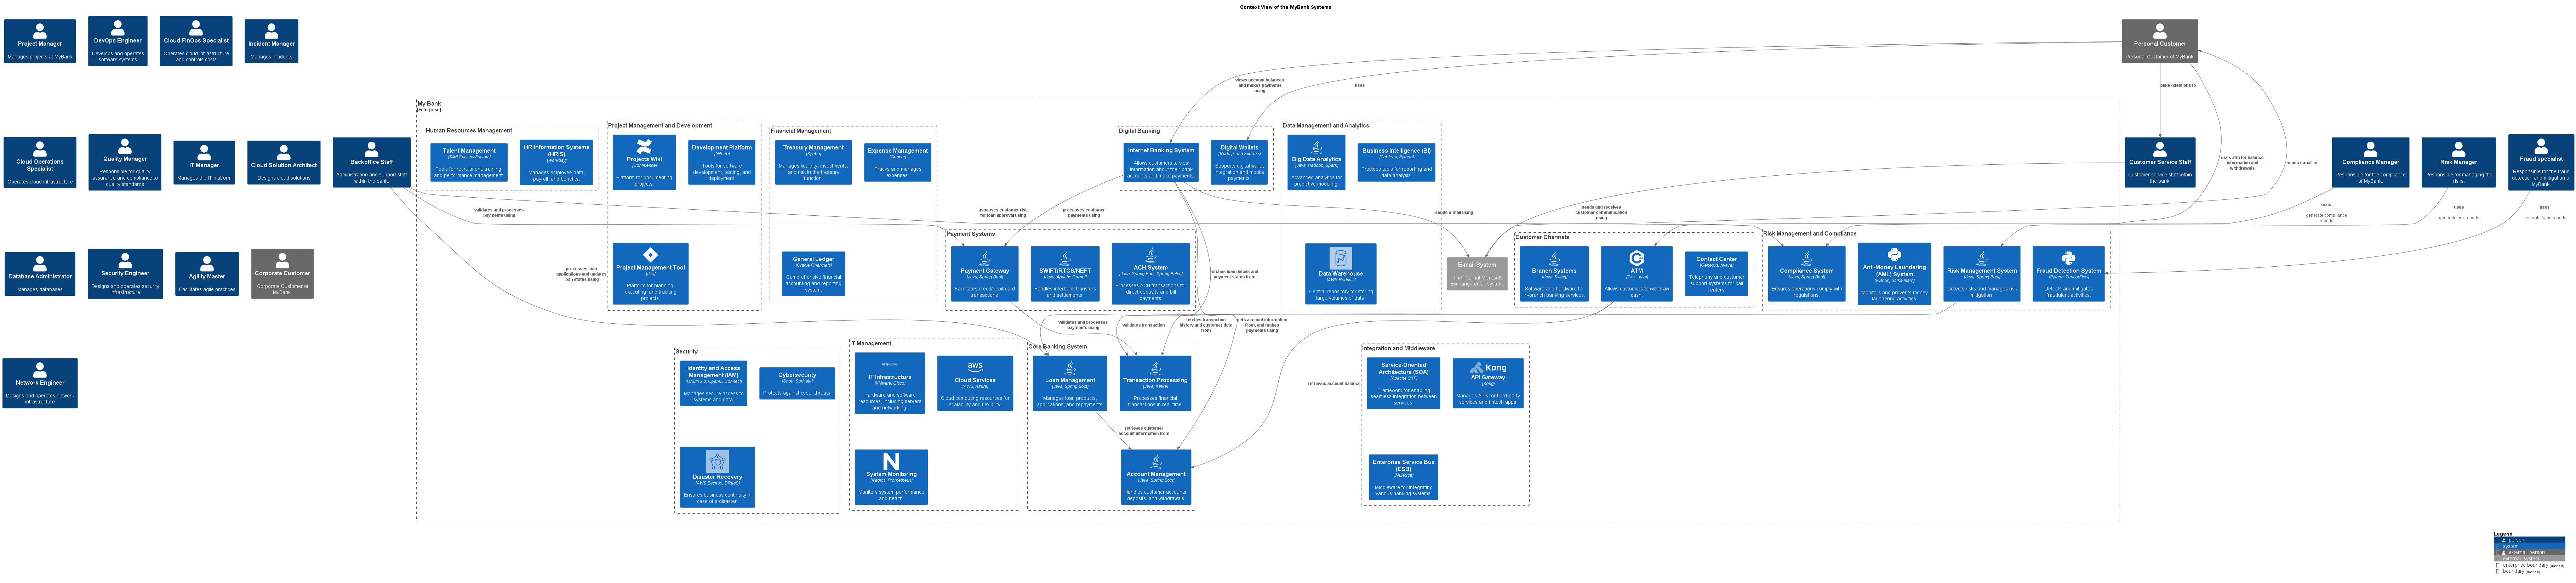 Context View of the MyBank Systems
Project Manager
Manages projects at MyBank.
DevOps Engineer
Develops and operates
software systems
Cloud FinOps Specialist
Operates cloud infrastructure
and controls costs
Incident Manager
Manages incidents
Personal Customer
Personal Customer of MyBank.
views account balances
and makes payments
using
uses
asks questions to
My Bank
[Enterprise]
Cloud Operations
Specialist
Operates cloud infrastructure
Quality Manager
Responsible for quality
assurance and compliance to
quality standards
IT Manager
Manages the IT platform
Cloud Solution Architect
Designs cloud solutions
Backoffice Staff
Administration and support staff
within the bank.
Human Resources Management
Talent Management
[SAP SuccessFactors]
Tools for recruitment, training,
and performance management.
HR Information Systems
(HRIS)
[Workday]
Manages employee data,
payroll, and benefits.
Project Management and Development
Projects Wiki
[Confluence]
Platform for documenting
projects.
Development Platform
[GitLab]
Tools for software
development, testing, and
deployment.
Financial Management
Treasury Management
[Kyriba]
Manages liquidity, investments,
and risk in the treasury
function.
Expense Management
[Concur]
Tracks and manages
expenses.
Digital Banking
Internet Banking System
Allows customers to view
information about their bank
accounts and make payments.
Digital Wallets
[Node.js and Express]
Supports digital wallet
integration and mobile
payments
Data Management and Analytics
Big Data Analytics
[Java, Hadoop, Spark]
Advanced analytics for
predictive modeling.
Business Intelligence (BI)
[Tableau, Python]
Provides tools for reporting and
data analysis.
Customer Service Staff
Customer service staff within
the bank.
uses atm for balance
information and
withdrawals
sends e-mail to
Compliance Manager
Responsible for the compliance
of MyBank.
Risk Manager
Responsible for managing the
risks.
Fraud specialist
Responsible for the fraud
detection and mitigation of
MyBank.
validates and processes
payments using
assesses customer risk
for loan approval using
processes customer
payments using
sends e-mail using
sends and receives
customer communication
using
uses
generate compliance
reports
uses
generate risk reports
uses
generate fraud reports
Database Administrator
Manages databases
Security Engineer
Designs and operates security
infrastructure
Agility Master
Facilitates agile practices
Corporate Customer
Corporate Customer of
MyBank.
processes loan
applications and updates
loan status using
Project Management Tool
[Jira]
Platform for planning,
executing, and tracking
projects.
General Ledger
[Oracle Financials]
Comprehensive financial
accounting and reporting
system.
Payment Systems
Payment Gateway
[Java, Spring Boot]
Facilitates credit/debit card
transactions.
SWIFT/RTGS/NEFT
[Java, Apache Camel]
Handles interbank transfers
and settlements.
ACH System
[Java, Spring Boot, Spring Batch]
Processes ACH transactions for
direct deposits and bill
payments.
fetches loan details and
payment status from
Data Warehouse
[AWS Redshift]
Central repository for storing
large volumes of data.
E-mail System
The internal Microsoft
Exchange email system.
Customer Channels
Branch Systems
[Java, Swing]
Software and hardware for
in-branch banking services.
ATM
[C++, Java]
Allows customers to withdraw
cash.
Contact Center
[Genesys, Avaya]
Telephony and customer
support systems for call
centers.
Risk Management and Compliance
Compliance System
[Java, Spring Boot]
Ensures operations comply with
regulations.
Anti-Money Laundering
(AML) System
[Python, Scikit-learn]
Monitors and prevents money
laundering activities.
Risk Management System
[Java, Spring Boot]
Detects risks and manages risk
mitigation.
Fraud Detection System
[Python, TensorFlow]
Detects and mitigates
fraudulent activities.
validates and processes
payments using
validates transaction
fetches transaction
history and customer data
from
gets account information
from, and makes
payments using
Network Engineer
Designs and operates network
infrastructure
Security
Identity and Access
Management (IAM)
[OAuth 2.0, OpenID Connect]
Manages secure access to
systems and data
Cybersecurity
[Snort, Suricata]
Protects against cyber threats.
IT Management
IT Infrastructure
[VMware, Cisco]
Hardware and software
resources, including servers
and networking.
aws
Cloud Services
[AWS, Azure]
Cloud computing resources for
scalability and flexibility.
Core Banking System
Loan Management
[Java, Spring Boot]
Manages loan products,
applications, and repayments.
Transaction Processing
[Java, Kafka]
Processes financial
transactions in real-time.
retrieves account balance
Integration and Middleware
Service-Oriented
Architecture (SOA)
[Apache CXF]
Framework for enabling
seamless integration between
services.
Kong
API Gateway
[Kong]
Manages APIs for third-party
services and fintech apps.
retrieves customer
account information from
Disaster Recovery
[AWS Backup, DRaaS]
Ensures business continuity in
case of a disaster.
System Monitoring
[Nagios, Prometheus]
Monitors system performance
and health.
Account Management
[Java, Spring Boot]
Handles customer accounts,
deposits, and withdrawals.
Enterprise Service Bus
(ESB)
[MuleSoft]
Middleware for integrating
various banking systems.
Legend
person
system
external_person
external_system
enterprise boundary (dashed)
boundary (dashed)